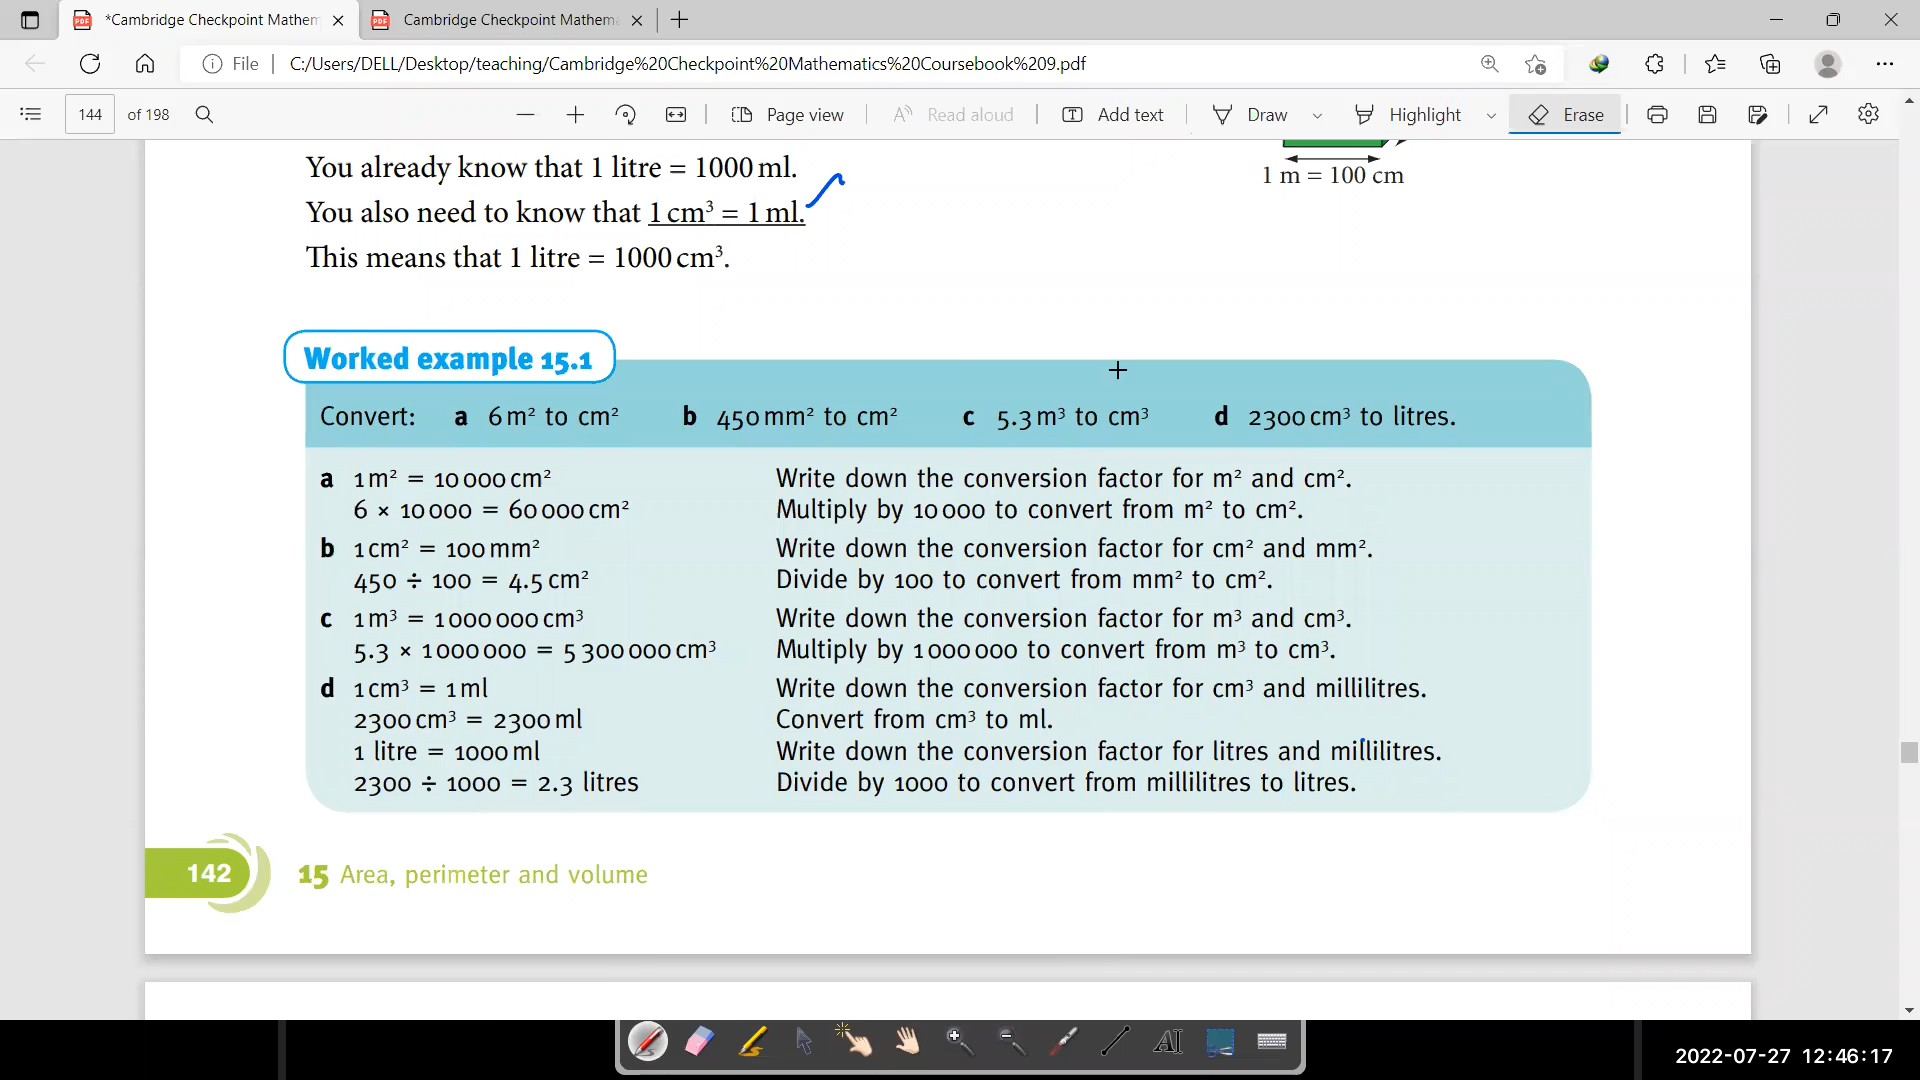 *Cambridge Checkpoint Mathem
Cambridge Checkpoint Mathema
File
C:/Users/DELL/Desktop/teaching/Cambridge%20Checkpoint%20Mathematics%20Coursebook%209.pdf
144 of 198
Page view
Read aloud
Add text
Draw
Highlight
Erase
You already know that 1 litre = 1000 ml.
1 m = 100 cm
You also need to know that 1 cm³ = 1 ml.
This means that 1 litre = 1000 cm³.
Worked example 15.1
Convert: a 6 m² to cm² b 450 mm² to cm² c 5.3 m³ to cm³ d 2300 cm³ to litres.
a 1 m² = 10 000 cm² Write down the conversion factor for m² and cm².
6 × 10 000 = 60 000 cm² Multiply by 10 000 to convert from m² to cm².
b 1 cm² = 100 mm² Write down the conversion factor for cm² and mm².
450 ÷ 100 = 4.5 cm² Divide by 100 to convert from mm² to cm².
c 1 m³ = 1 000 000 cm³ Write down the conversion factor for m³ and cm³.
5.3 × 1 000 000 = 5 300 000 cm³ Multiply by 1 000 000 to convert from m³ to cm³.
d 1 cm³ = 1 ml Write down the conversion factor for cm³ and millilitres.
2300 cm³ = 2300 ml Convert from cm³ to ml.
1 litre = 1000 ml Write down the conversion factor for litres and millilitres.
2300 ÷ 1000 = 2.3 litres Divide by 1000 to convert from millilitres to litres.
142 15 Area, perimeter and volume
2022-07-27 12:46:17